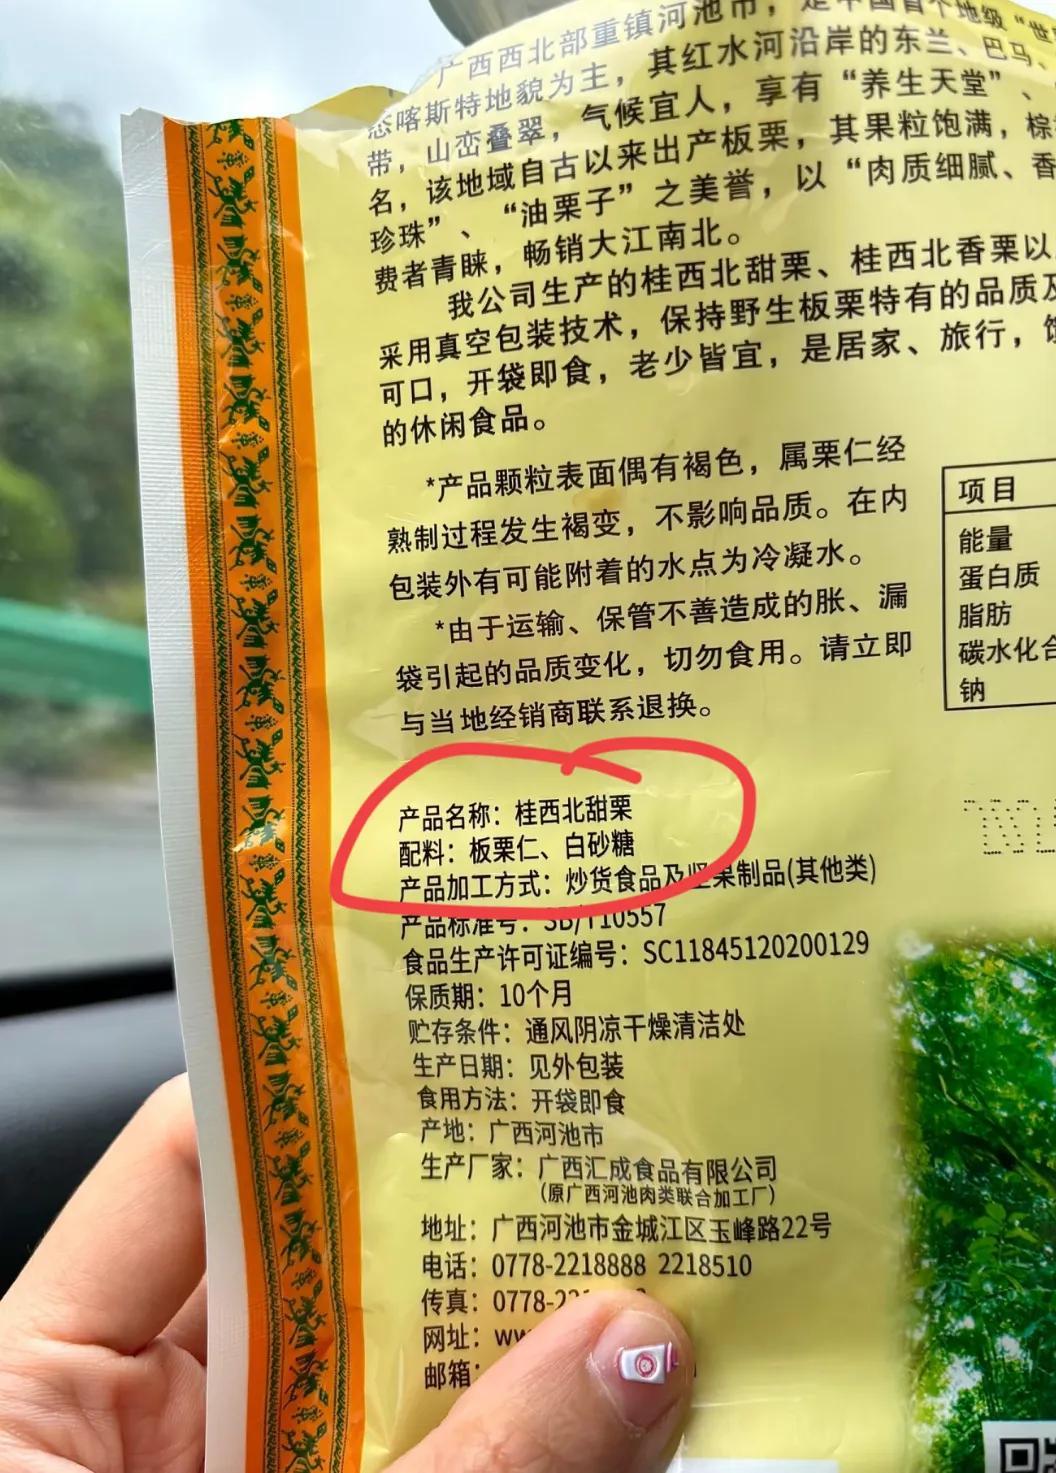 广西西北部重镇河池市，是中国首个地级“世
态喀斯特地貌为主，其红水河沿岸的东兰、巴马、
带，山峦叠翠，气候宜人，享有“养生天堂”、
名，该地域自古以来出产板栗，其果粒饱满，棕
珍珠”、“油栗子”之美誉，以“肉质细腻、香
费者青睐，畅销大江南北。
我公司生产的桂西北甜栗、桂西北香栗以
采用真空包装技术，保持野生板栗特有的品质及
可口，开袋即食，老少皆宜，是居家、旅行，馈
的休闲食品。
*产品颗粒表面偶有褐色，属栗仁经
熟制过程发生褐变，不影响品质。在内
包装外有可能附着的水点为冷凝水。
*由于运输、保管不善造成的胀、漏
袋引起的品质变化，切勿食用。请立即
与当地经销商联系退换。
项目
能量
蛋白质
脂肪
碳水化合
钠
产品名称：桂西北甜栗
配料：板栗仁、白砂糖
产品加工方式：炒货食品及坚果制品(其他类)
产品标准号：SB/T10557
食品生产许可证编号：SC11845120200129
保质期：10个月
贮存条件：通风阴凉干燥清洁处
生产日期：见外包装
食用方法：开袋即食
产地：广西河池市
生产厂家：广西汇成食品有限公司
（原广西河池肉类联合加工厂）
地址：广西河池市金城江区玉峰路22号
电话：0778-2218888 2218510
传真：0778-22
网址：ww
邮箱：